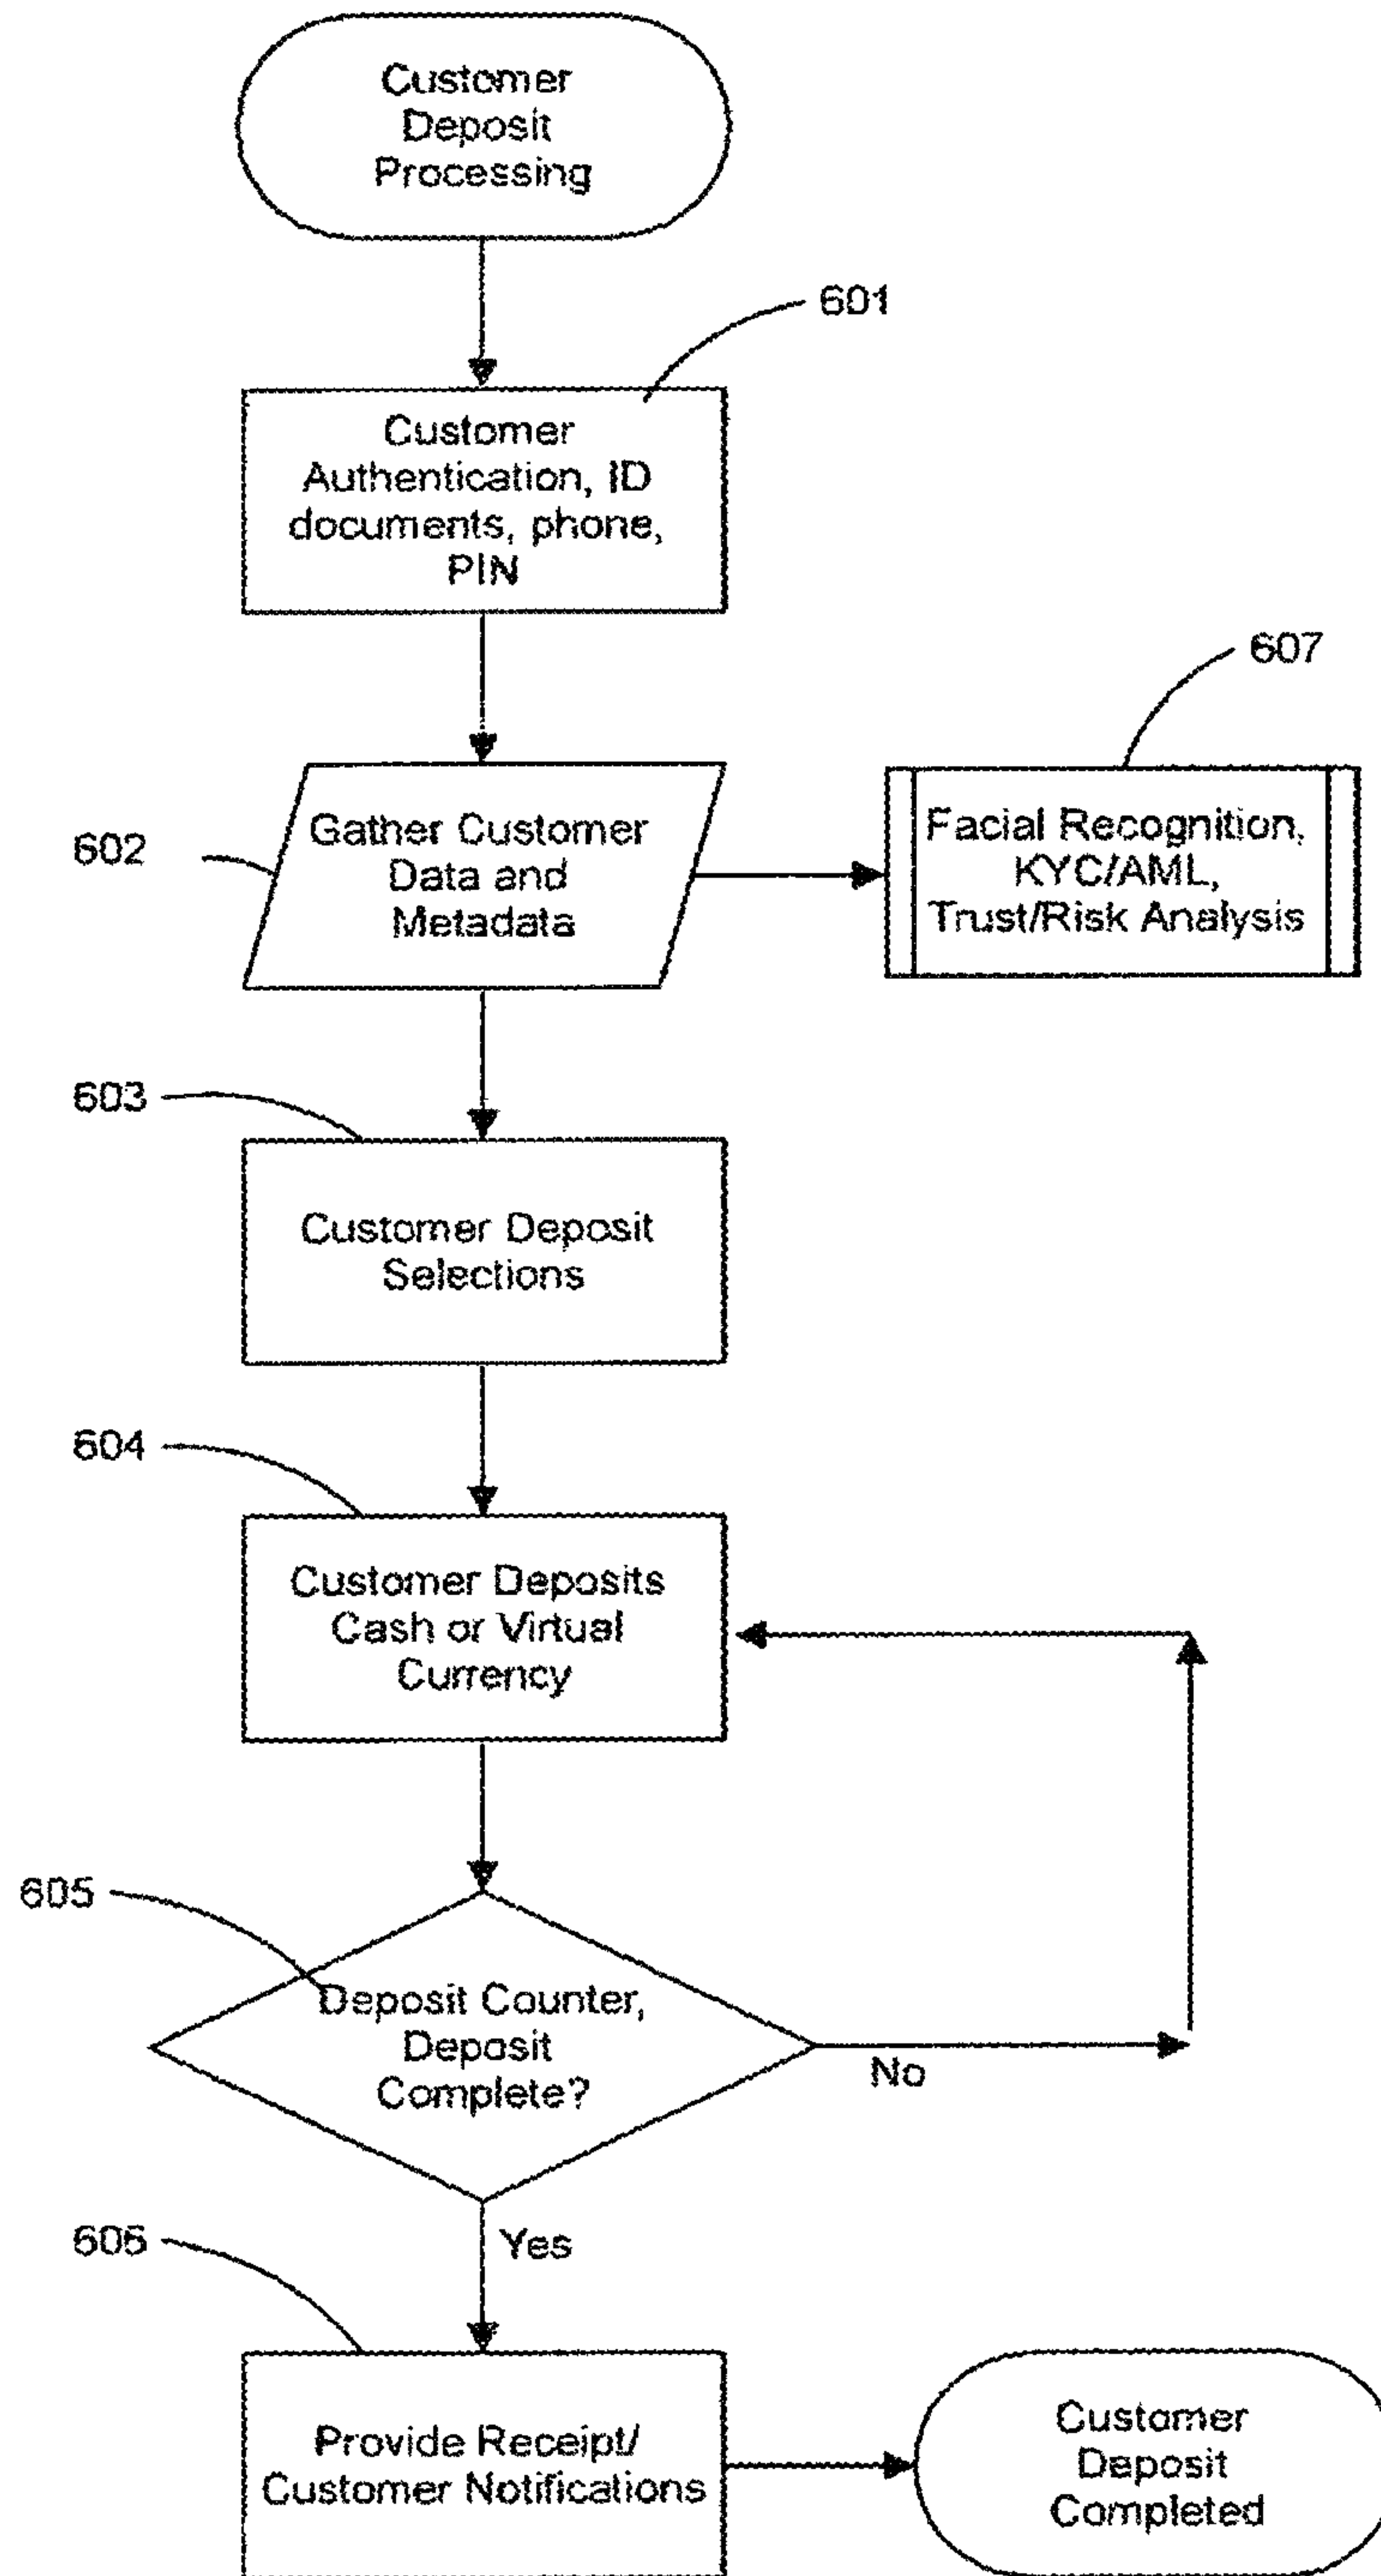 Customer
Deposit
Processing
601
Customer
Authentication, ID
documents, phone,
PIN
607
602
Gather Customer
Data and
Metadata
Facial Recognition,
KYC/AML,
Trust/Risk Analysis
603
Customer Deposit
Selections
604
Customer Deposits
Cash or Virtual
Currency
605
Deposit Counter,
Deposit
Complete?
No
Yes
606
Provide Receipt/
Customer Notifications
Customer
Deposit
Completed